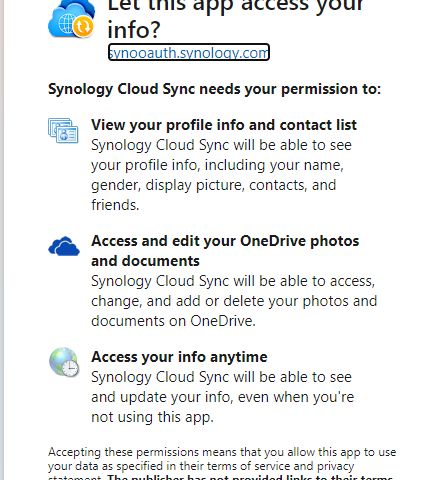 Let this app access your
info?
synooauth.synology.com
Synology Cloud Sync needs your permission to:
View your profile info and contact list
Synology Cloud Sync will be able to see
your profile info, including your name,
gender, display picture, contacts, and
friends.
Access and edit your OneDrive photos
and documents
Synology Cloud Sync will be able to access,
change, and add or delete your photos and
documents on OneDrive.
Access your info anytime
Synology Cloud Sync will be able to see
and update your info, even when you're
not using this app.
Accepting these permissions means that you allow this app to use
your data as specified in their terms of service and privacy
statement. The publisher has not provided links to their terms